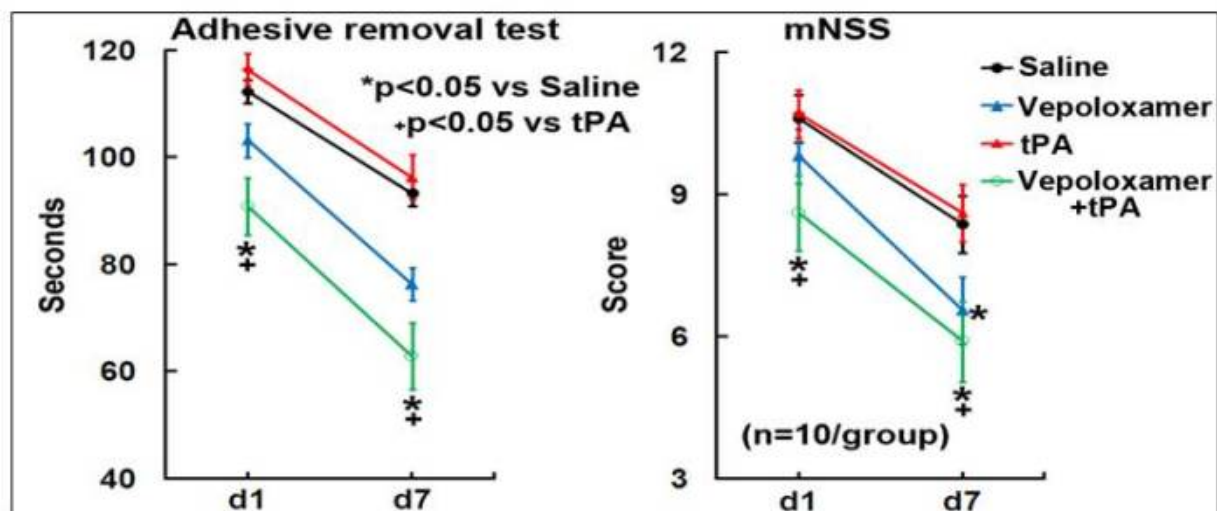 Adhesive removal test
mNSS
120
100
80
60
40
Seconds
d1
d7
*p<0.05 vs Saline
+p<0.05 vs tPA
*
+
*
+
12
9
6
3
Score
d1
d7
*
+
*
*
+
(n=10/group)
Saline
Vepoloxamer
tPA
Vepoloxamer
+tPA